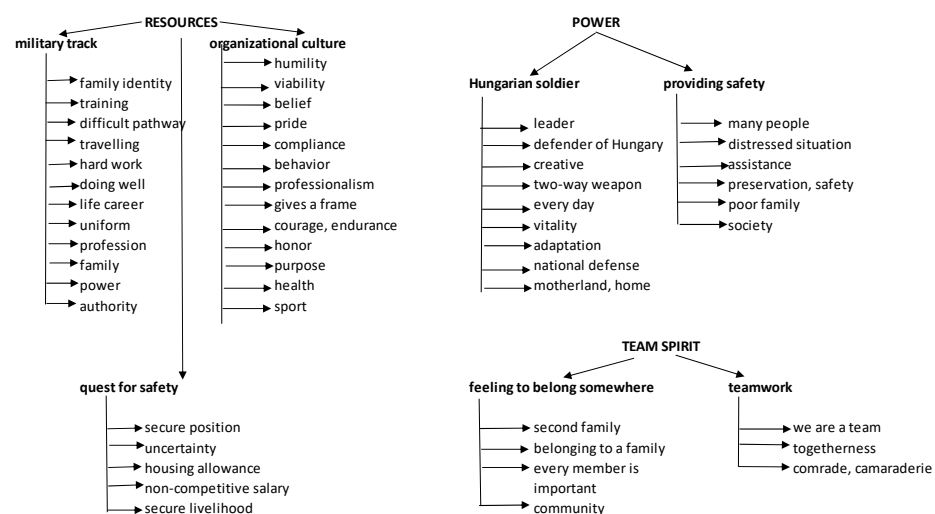 RESOURCES
military track
family identity
training
difficult pathway
travelling
hard work
doing well
life career
uniform
profession
family
power
authority
organizational culture
humility
viability
belief
pride
compliance
behavior
professionalism
gives a frame
courage, endurance
honor
purpose
health
sport
quest for safety
secure position
uncertainty
housing allowance
non-competitive salary
secure livelihood
POWER
Hungarian soldier
leader
defender of Hungary
creative
two-way weapon
every day
vitality
adaptation
national defense
motherland, home
providing safety
many people
distressed situation
assistance
preservation, safety
poor family
society
TEAM SPIRIT
feeling to belong somewhere
second family
belonging to a family
every member is
important
community
teamwork
we are a team
togetherness
comrade, camaraderie